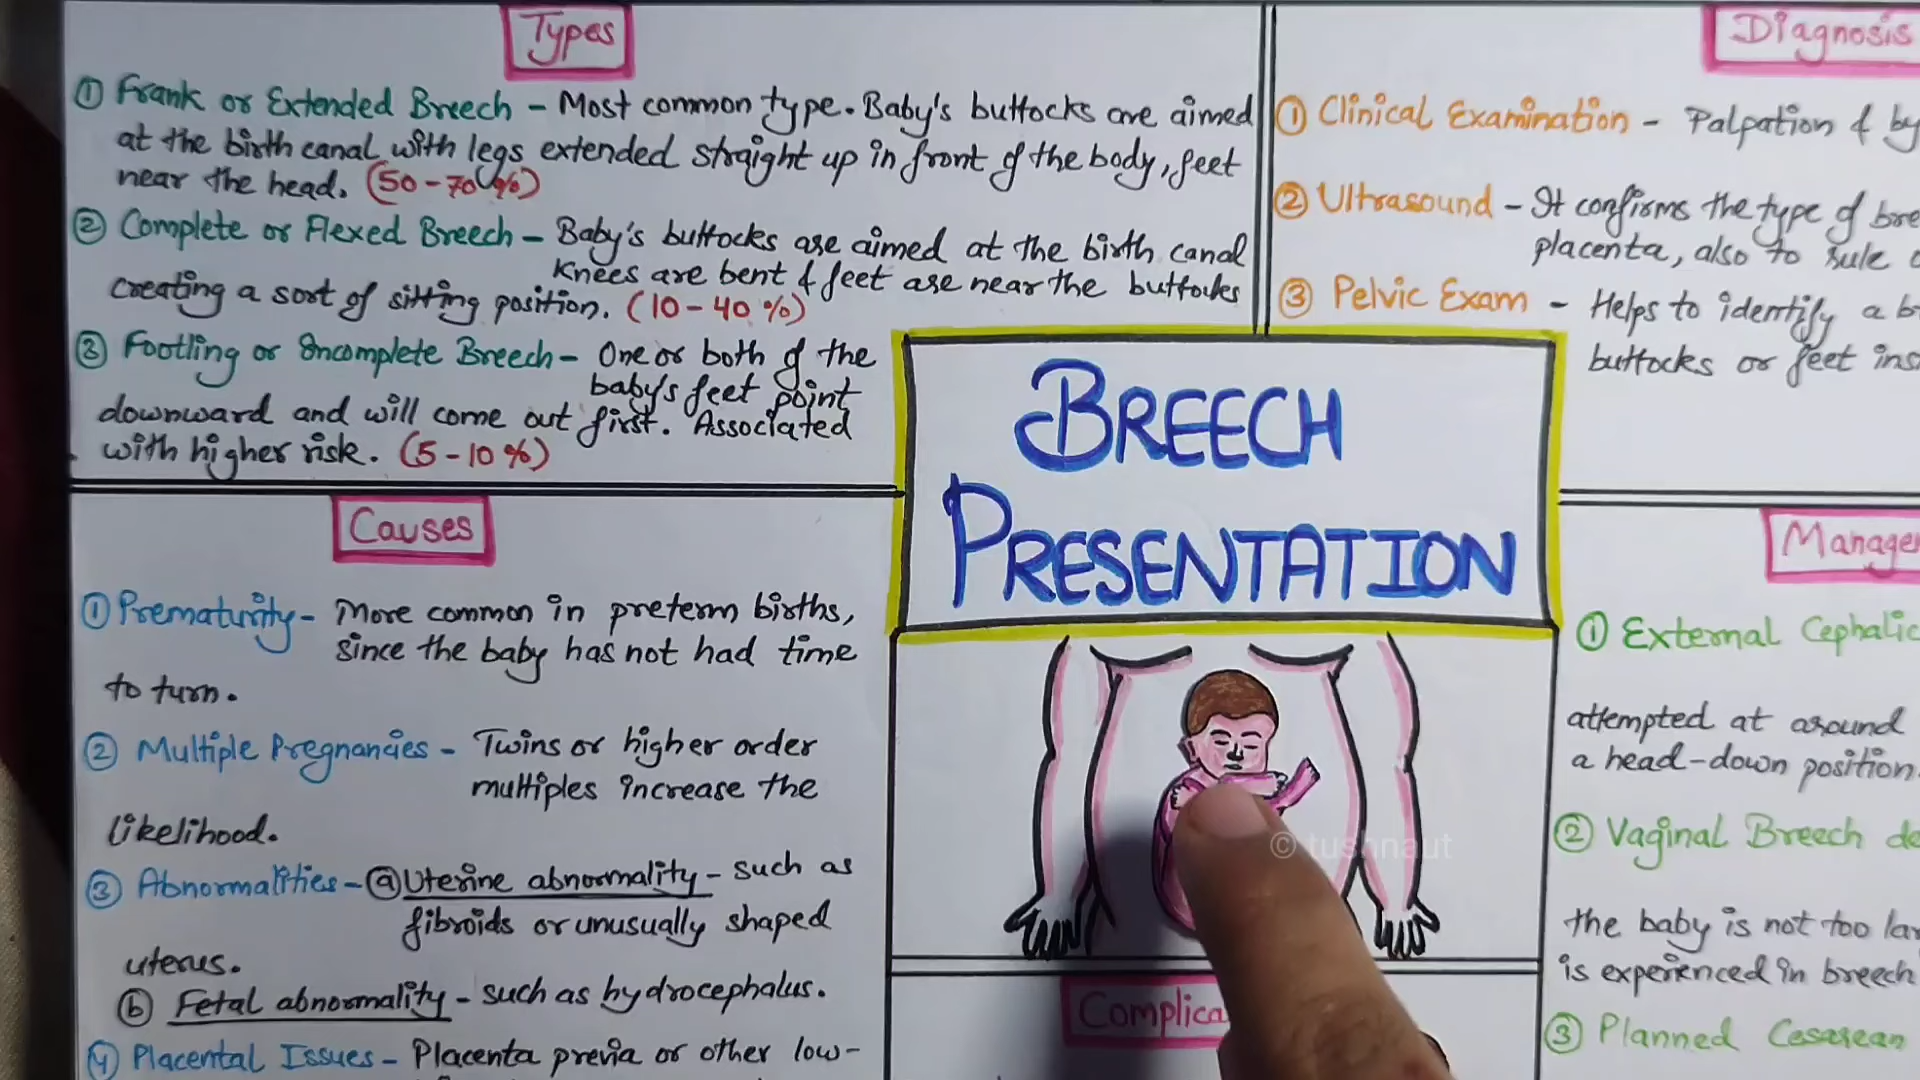 Types
① Frank or Extended Breech - Most common type. Baby's buttocks are aimed
at the birth canal with legs extended straight up in front of the body, feet
near the head. (50-70%)
② Complete or Flexed Breech - Baby's buttocks are aimed at the birth canal
Knees are bent & feet are near the buttocks
creating a sort of sitting position. (10-40%)
③ Footling or Incomplete Breech - One or both of the
baby's feet point
downward and will come out first. Associated
with higher risk. (5-10%)
Diagnosis
① Clinical Examination - Palpation & by
② Ultrasound - It confirms the type of bre
placenta, also to rule o
③ Pelvic Exam - Helps to identify a b
buttocks or feet ins
BREECH
PRESENTATION
Causes
① Prematurity - More common in preterm births,
since the baby has not had time
to turn.
② Multiple Pregnancies - Twins or higher order
multiples increase the
likelihood.
③ Abnormalities - ⓐ Uterine abnormality - such as
fibroids or unusually shaped
uterus.
ⓑ Fetal abnormality - such as hydrocephalus.
④ Placental Issues - Placenta previa or other low-
Manage
① External Cephalic
attempted at around
a head-down position.
② Vaginal Breech de
the baby is not too lar
is experienced in breech
③ Planned Cesarean
© tushnaut
Complica